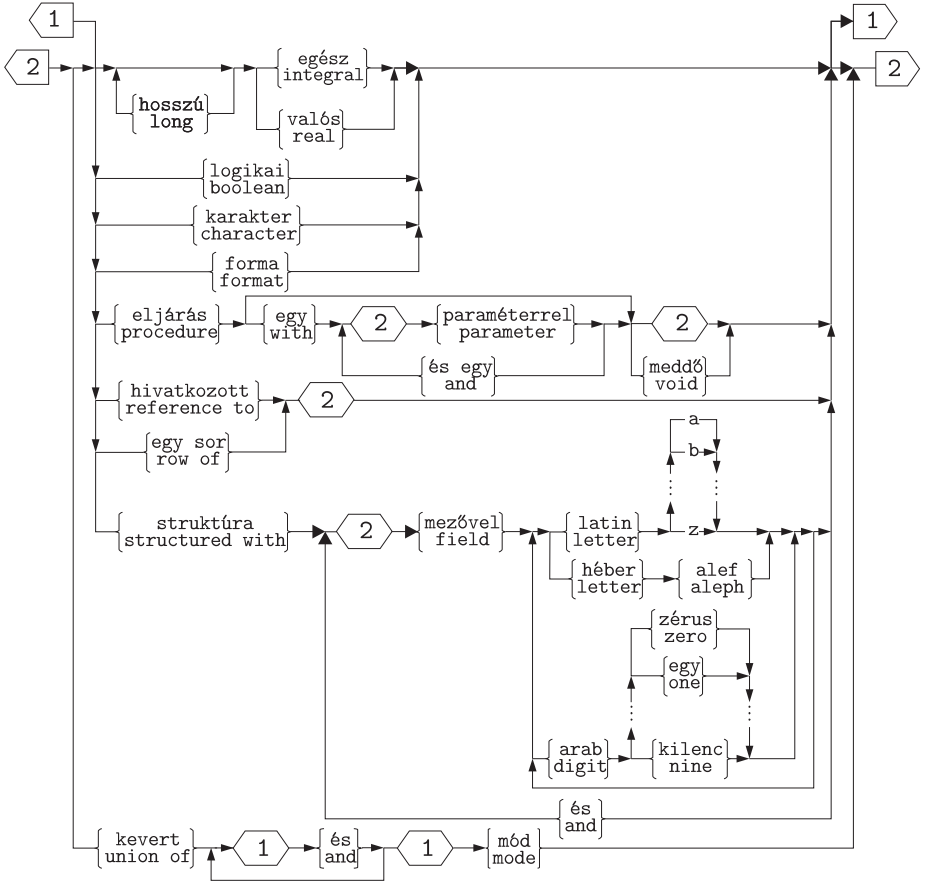 1
1
2
egész
integral
2
hosszú
long
valós
real
logikai
boolean
karakter
character
forma
format
eljárás
procedure
egy
with
2
paraméterrel
parameter
2
és egy
and
meddő
void
hivatkozott
reference to
2
egy sor
row of
a
b
struktúra
structured with
2
mezővel
field
latin
letter
z
héber
letter
alef
aleph
zérus
zero
egy
one
arab
digit
kilenc
nine
és
and
kevert
union of
1
és
and
1
mód
mode